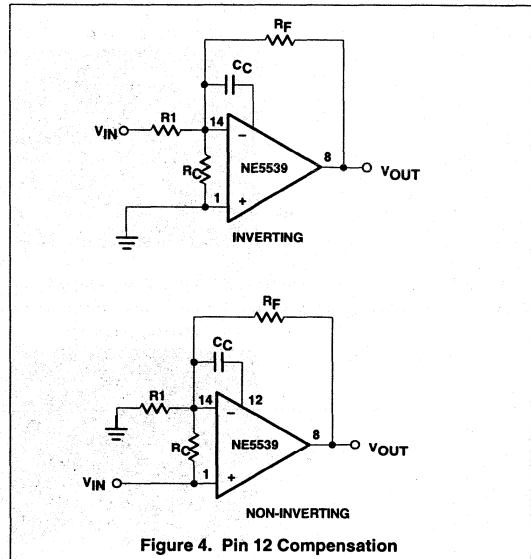 RF
CC
VIN R1 14 −
RC NE5539 8 VOUT
1 +
INVERTING
RF
CC
R1 14 12 −
RC NE5539 8 VOUT
VIN 1 +
NON-INVERTING
Figure 4. Pin 12 Compensation